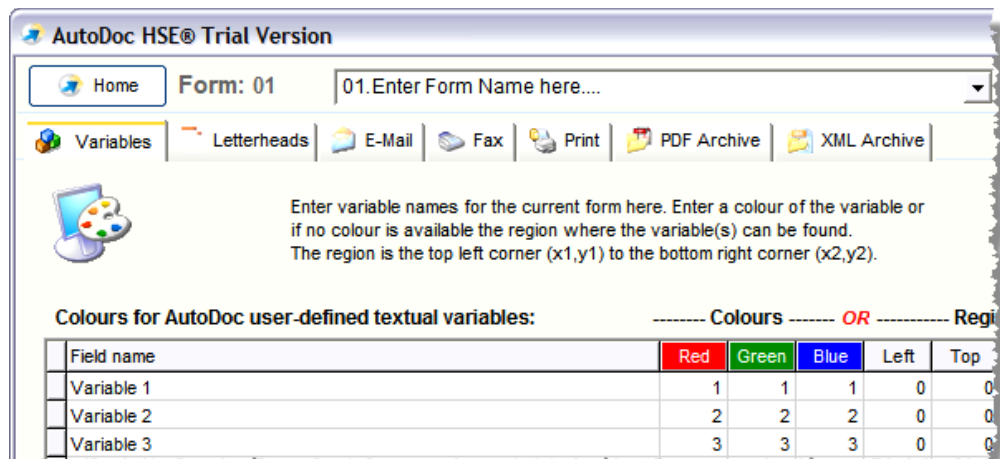 AutoDoc HSE® Trial Version
Home Form: 01 01.Enter Form Name here....
Variables Letterheads E-Mail Fax Print PDF Archive XML Archive
Enter variable names for the current form here. Enter a colour of the variable or
if no colour is available the region where the variable(s) can be found.
The region is the top left corner (x1,y1) to the bottom right corner (x2,y2).
Colours for AutoDoc user-defined textual variables: -------- Colours ------- OR ----------- Regi
Field name Red Green Blue Left Top
Variable 1 1 1 1 0 0
Variable 2 2 2 2 0 0
Variable 3 3 3 3 0 0